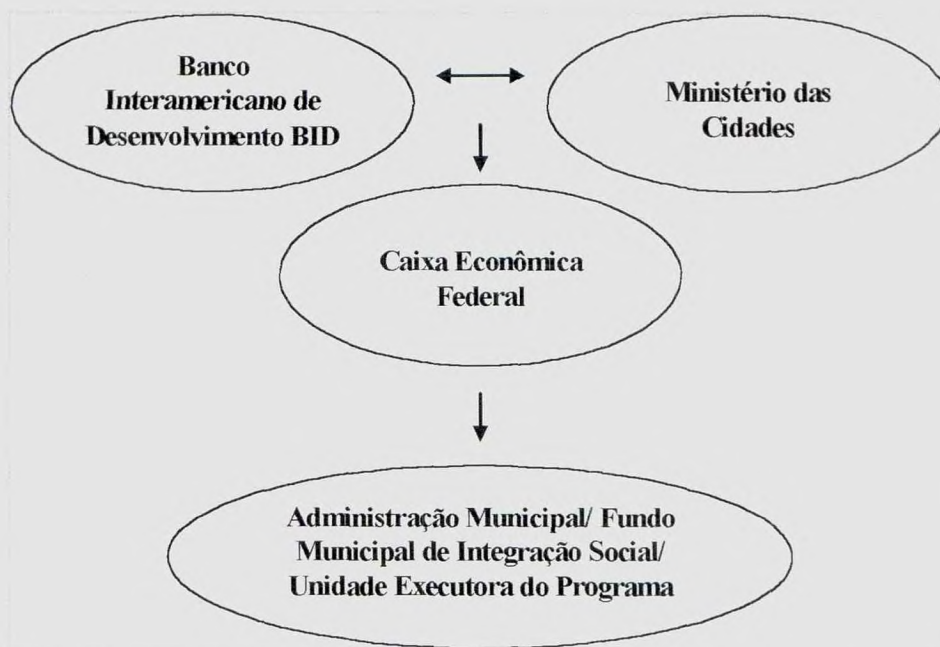 Banco
Interamericano de
Desenvolvimento BID
Ministério das
Cidades
Caixa Econômica
Federal
Administração Municipal/ Fundo
Municipal de Integração Social/
Unidade Executora do Programa